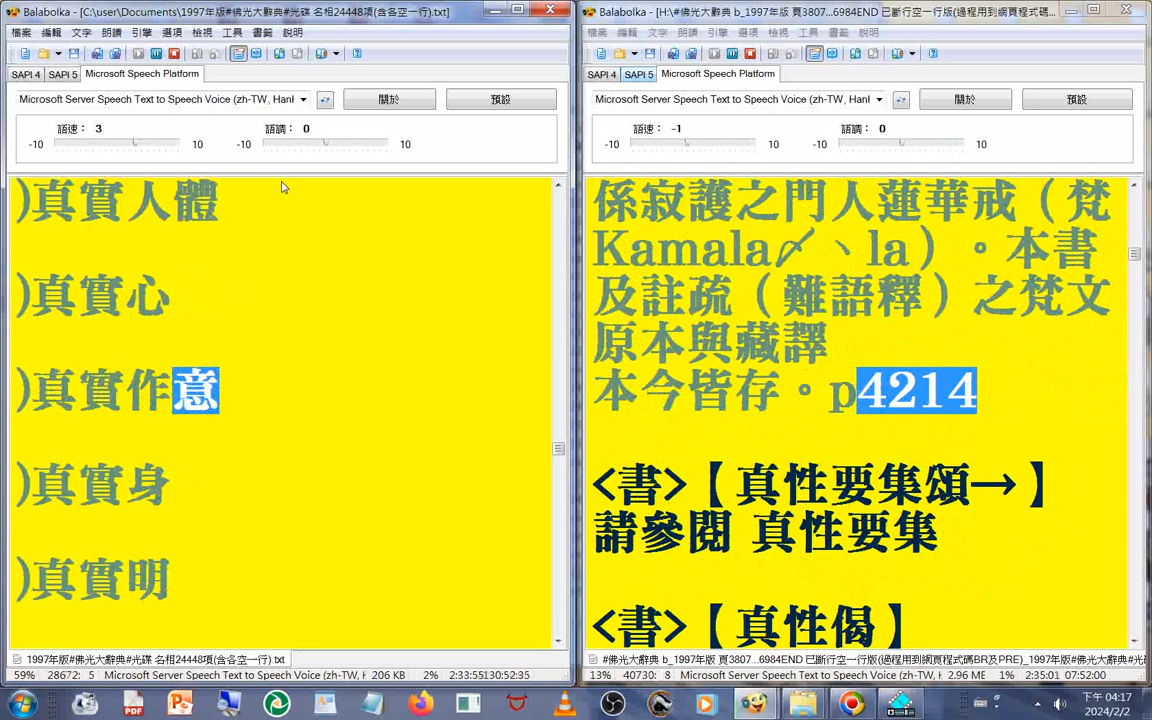 Balabolka - [C:\user\Documents\1997年版#佛光大辭典#光碟 名相24448項(含各空一行).txt]
檔案 編輯 文字 朗讀 引擎 選項 檢視 工具 書籤 說明
SAPI 4 SAPI 5 Microsoft Speech Platform
Microsoft Server Speech Text to Speech Voice (zh-TW, Hanl
關於 預設
語速： 3 語調： 0
-10 10 -10 10
)真實人體
)真實心
)真實作意
)真實身
)真實明
1997年版#佛光大辭典#光碟 名相24448項(含各空一行).txt
59% 28672: 5 Microsoft Server Speech Text to Speech Voice (zh-TW, H 206 KB 2% 2:33:55130:52:35
Balabolka - [H:\#佛光大辭典 b_1997年版 頁3807...6984END 已斷行空一行版(過程用到網頁程式碼...
檔案 編輯 文字 朗讀 引擎 選項 檢視 工具 書籤 說明
SAPI 4 SAPI 5 Microsoft Speech Platform
Microsoft Server Speech Text to Speech Voice (zh-TW, Hanl
關於 預設
語速： -1 語調： 0
-10 10 -10 10
係寂護之門人蓮華戒（梵
Kamala〆丶la）。本書
及註疏（難語釋）之梵文
原本與藏譯
本今皆存。p4214
<書>【真性要集頌→】
請參閱 真性要集
<書>【真性偈】
#佛光大辭典 b_1997年版 頁3807...6984END 已斷行空一行版(過程用到網頁程式碼BR及PRE)_1997年版#光
13% 40730: 8 Microsoft Server Speech Text to Speech Voice (zh-TW, H 2.96 ME 2% 2:35:01 07:52:00
下午 04:17
2024/2/2